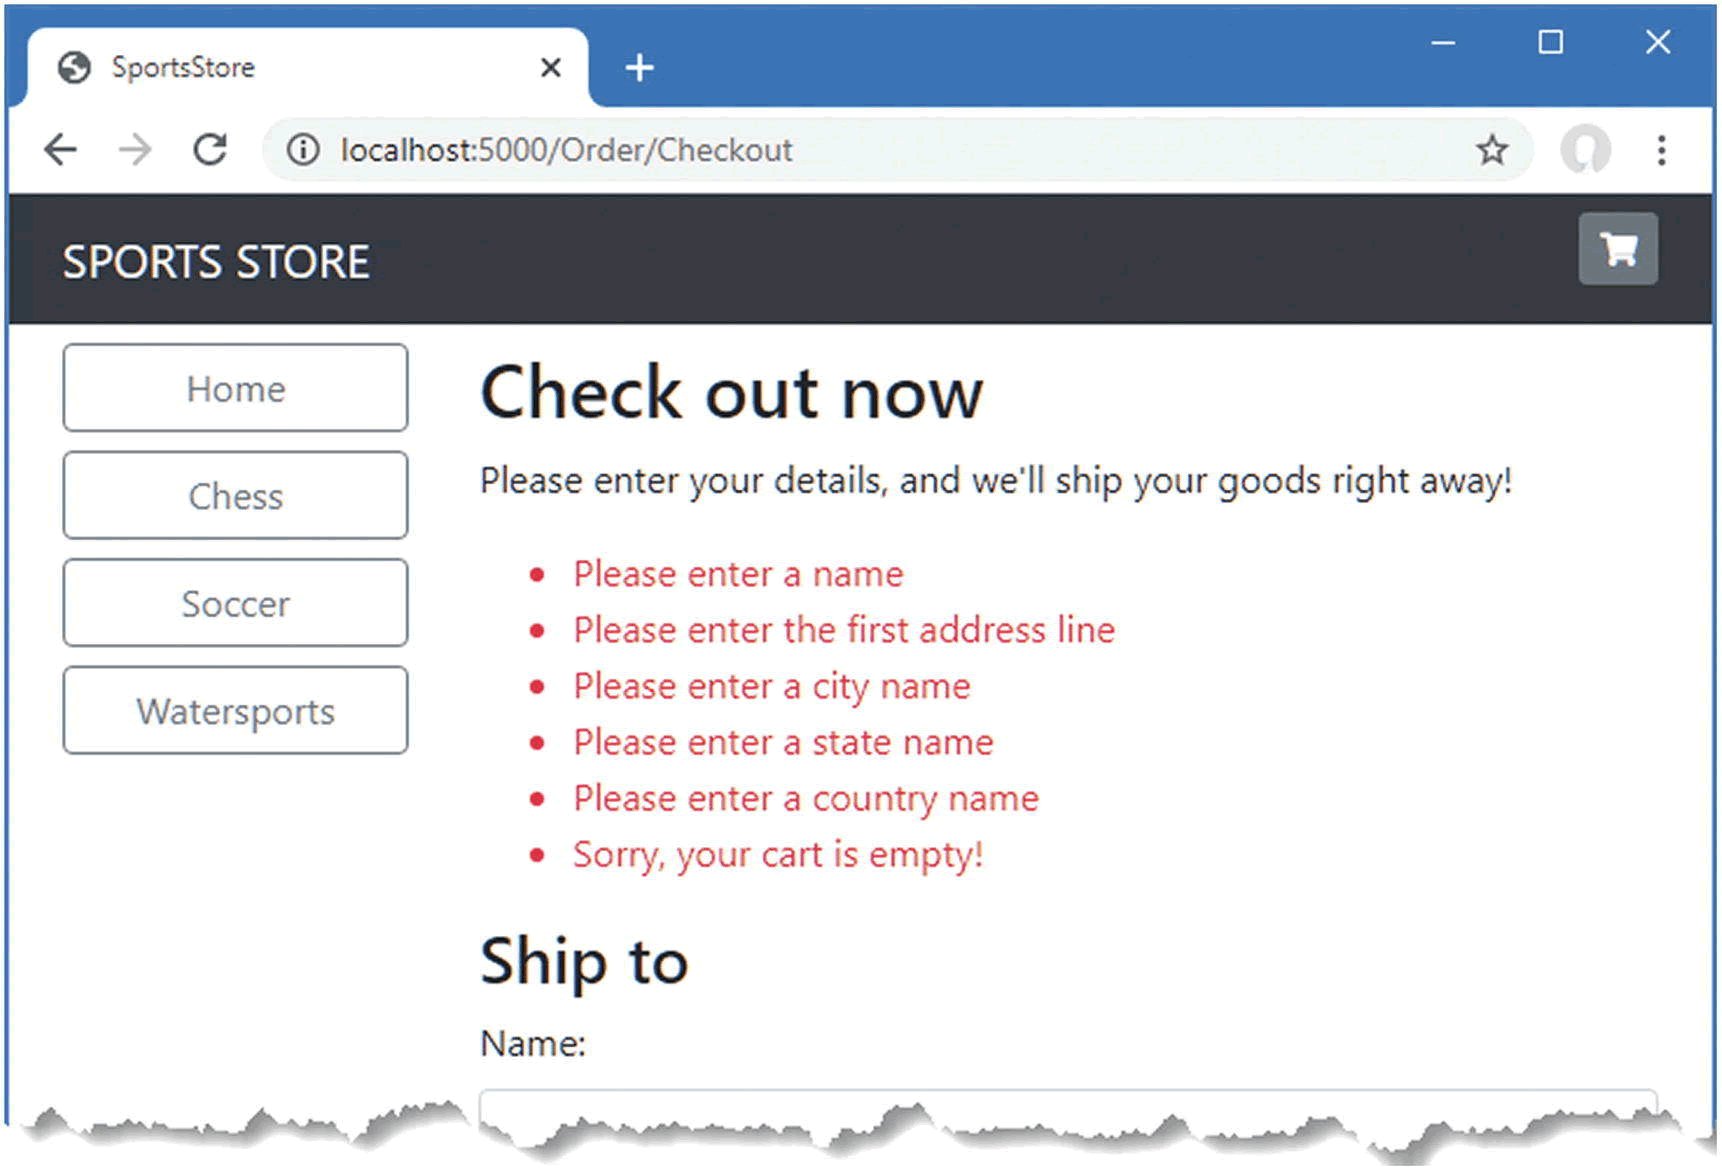 SportsStore
localhost:5000/Order/Checkout
SPORTS STORE
Home
Chess
Soccer
Watersports
Check out now
Please enter your details, and we'll ship your goods right away!
Please enter a name
Please enter the first address line
Please enter a city name
Please enter a state name
Please enter a country name
Sorry, your cart is empty!
Ship to
Name: